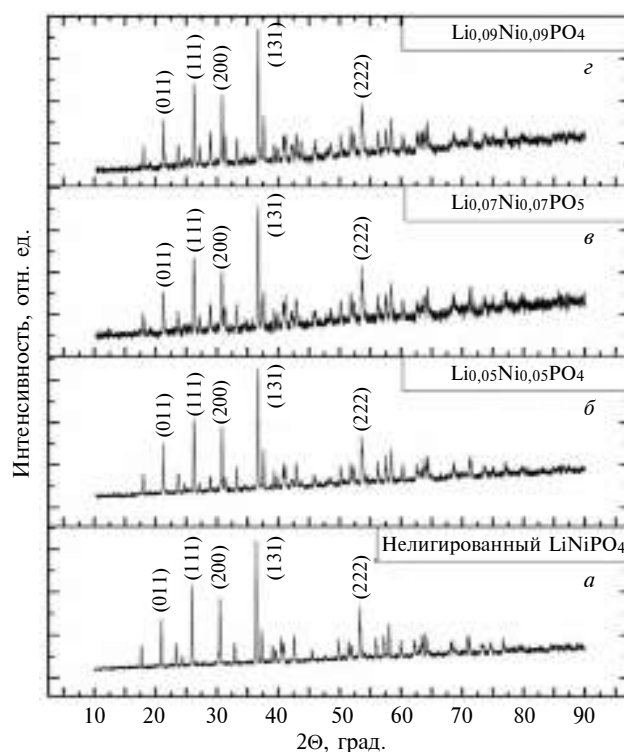 Li0,09Ni0,09PO4
г
(011)
(111)
(200)
(131)
(222)
Li0,07Ni0,07PO5
в
(011)
(111)
(200)
(131)
(222)
Li0,05Ni0,05PO4
б
(011)
(111)
(200)
(131)
(222)
Нелигированный LiNiPO4
а
(011)
(111)
(200)
(131)
(222)
Интенсивность, отн. ед.
10 20 30 40 50 60 70 80 90
2Θ, град.